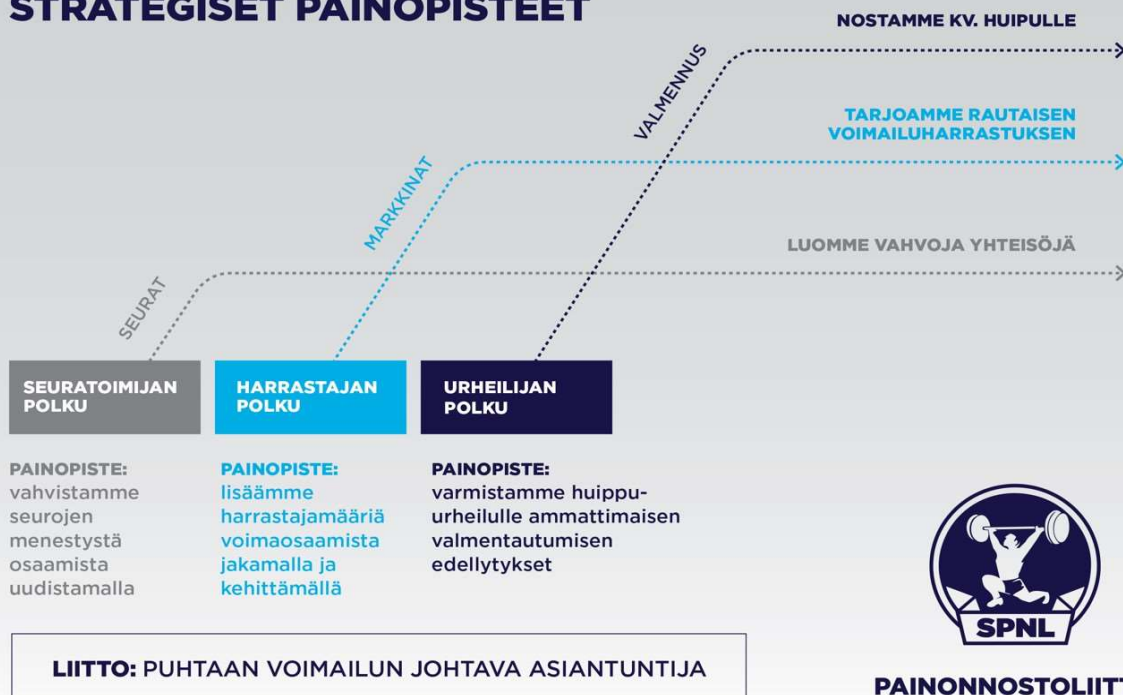 STRATEGISET PAINOPISTEET
NOSTAMME KV. HUIPULLE
VALMENNUS
TARJOAMME RAUTAISEN
VOIMAILUHARRASTUKSEN
MARKKINAT
LUOMME VAHVOJA YHTEISÖJÄ
SEURAT
SEURATOIMIJAN
POLKU
HARRASTAJAN
POLKU
URHEILIJAN
POLKU
PAINOPISTE:
vahvistamme
seurojen
menestystä
osaamista
uudistamalla
PAINOPISTE:
lisäämme
harrastajamääriä
voimaosaamista
jakamalla ja
kehittämällä
PAINOPISTE:
varmistamme huippu-
urheilulle ammattimaisen
valmentautumisen
edellytykset
SPNL
LIITTO: PUHTAAN VOIMAILUN JOHTAVA ASIANTUNTIJA
PAINONNOSTOLIITT